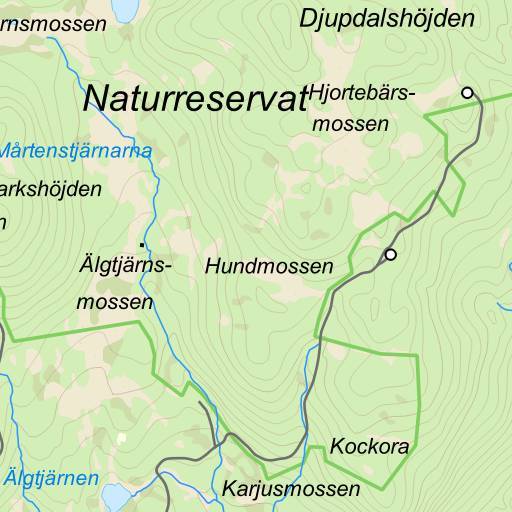 Djupdalshöjden
rnsmossen
Naturreservat
Hjortebärs-
mossen
Mårtenstjärnarna
arkshöjden
n
Älgtjärns-
mossen
Hundmossen
Kockora
Älgtjärnen
Karjusmossen